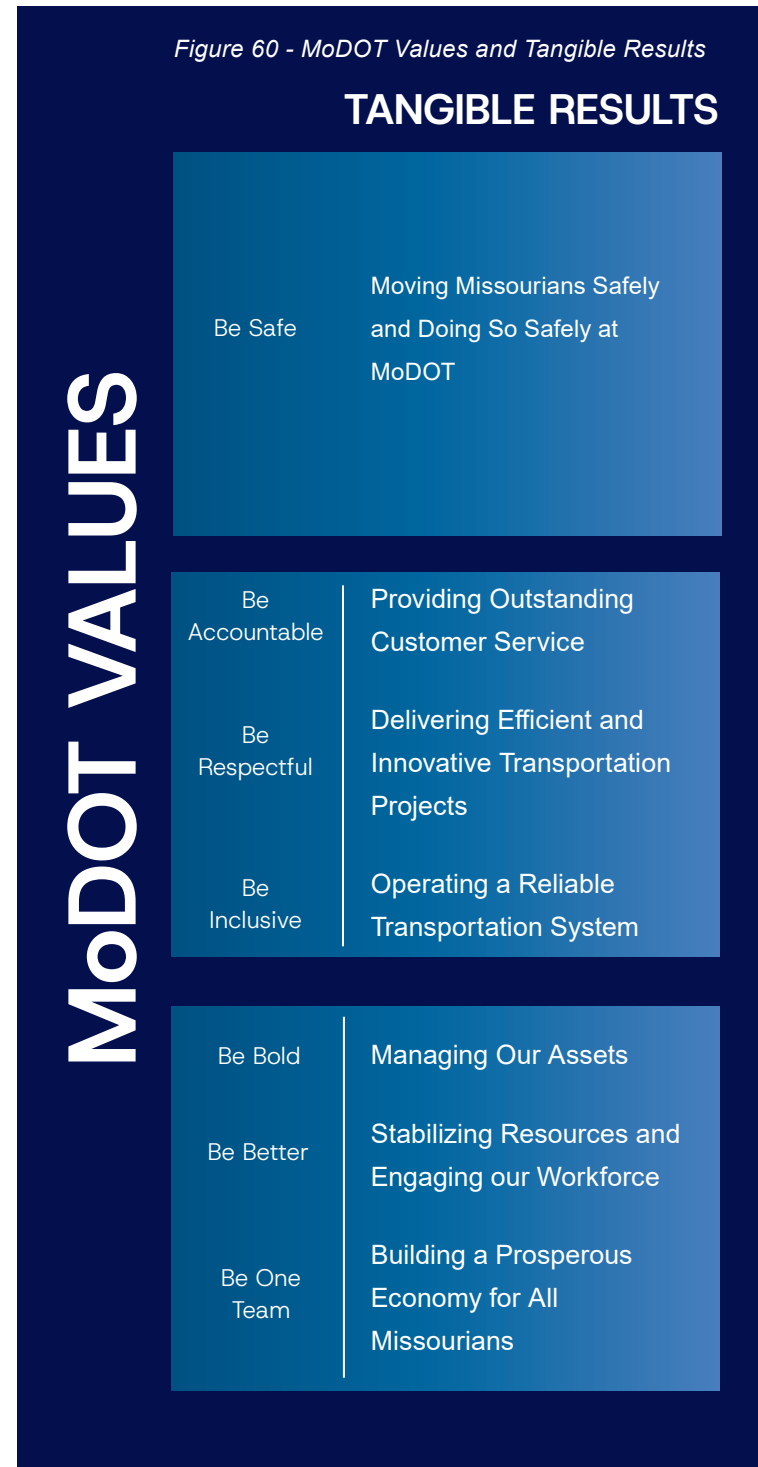 Figure 60 - MoDOT Values and Tangible Results
TANGIBLE RESULTS
MoDOT VALUES
Be Safe
Moving Missourians Safely
and Doing So Safely at
MoDOT
Be
Accountable
Providing Outstanding
Customer Service
Be
Respectful
Delivering Efficient and
Innovative Transportation
Projects
Be
Inclusive
Operating a Reliable
Transportation System
Be Bold
Managing Our Assets
Be Better
Stabilizing Resources and
Engaging our Workforce
Be One
Team
Building a Prosperous
Economy for All
Missourians